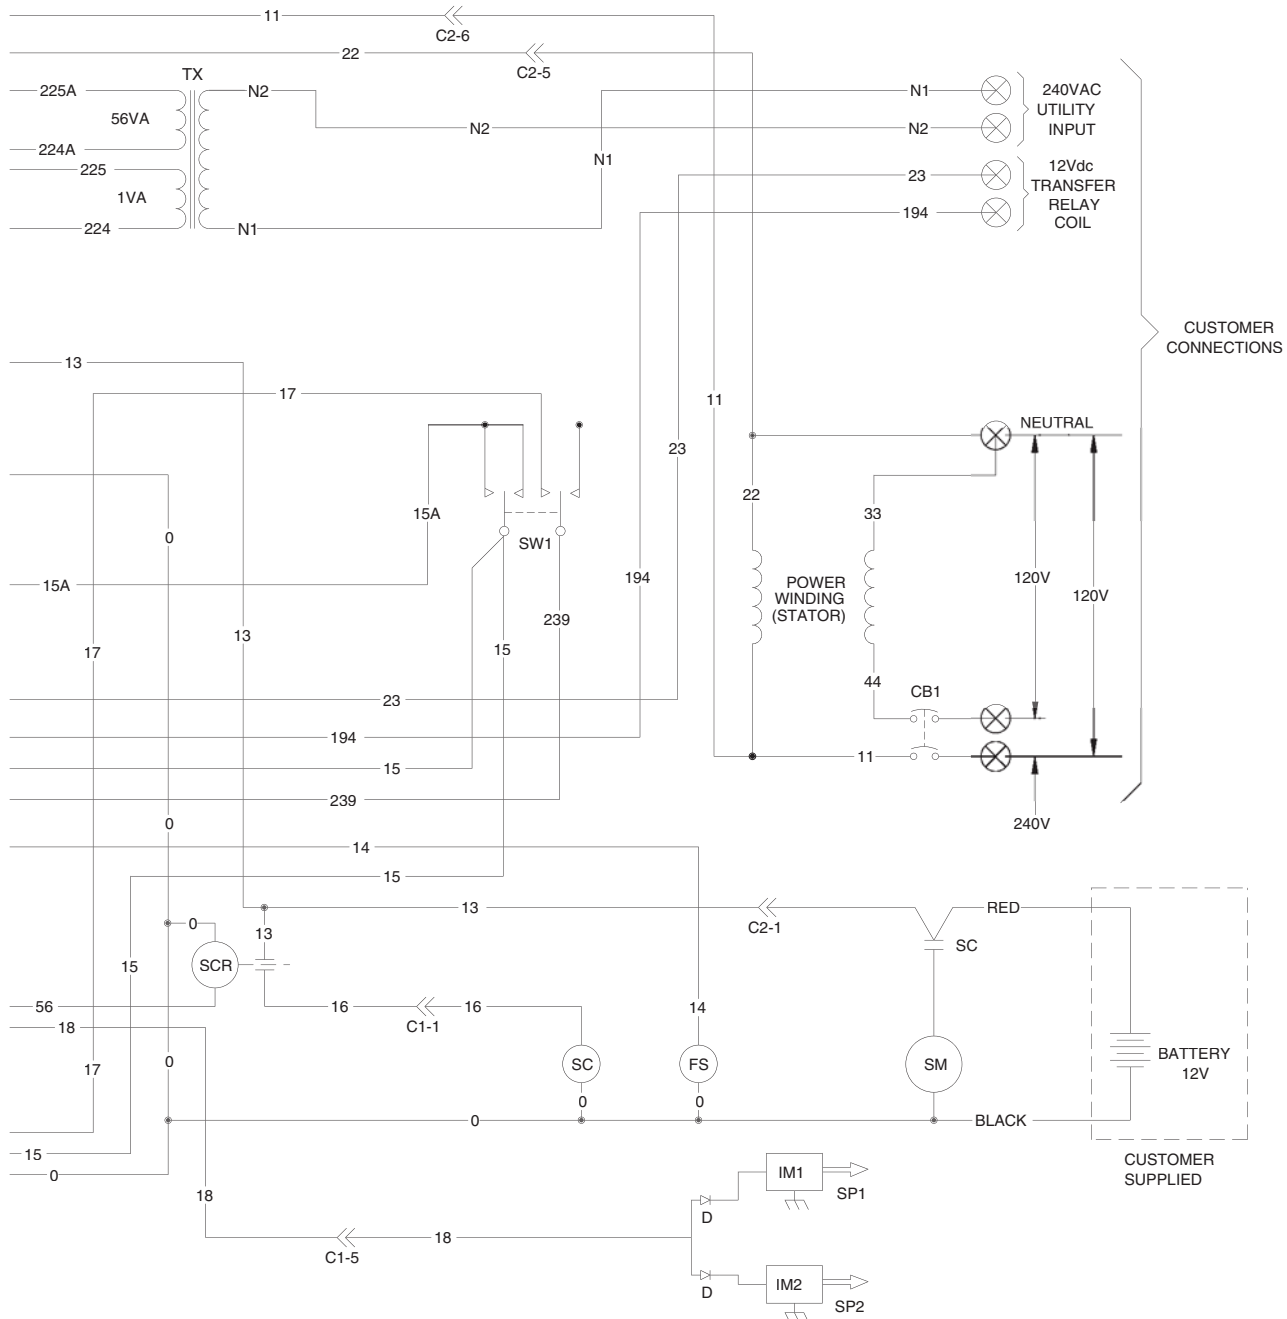 11
C2-6
22
C2-5
TX
225A
N2
N1
240VAC
UTILITY
INPUT
56VA
N2
N2
224A
N1
225
23
12Vdc
TRANSFER
RELAY
COIL
1VA
194
224
N1
CUSTOMER
CONNECTIONS
13
17
11
NEUTRAL
23
22
15A
33
0
SW1
194
120V
120V
POWER
WINDING
(STATOR)
15A
239
13
15
17
44
CB1
23
194
11
15
239
240V
0
14
15
13
RED
0
13
C2-1
SC
SCR
15
56
16
16
14
18
C1-1
BATTERY
12V
0
17
SC
FS
SM
0
0
0
BLACK
15
0
CUSTOMER
SUPPLIED
IM1
SP1
18
D
18
C1-5
IM2
D
SP2